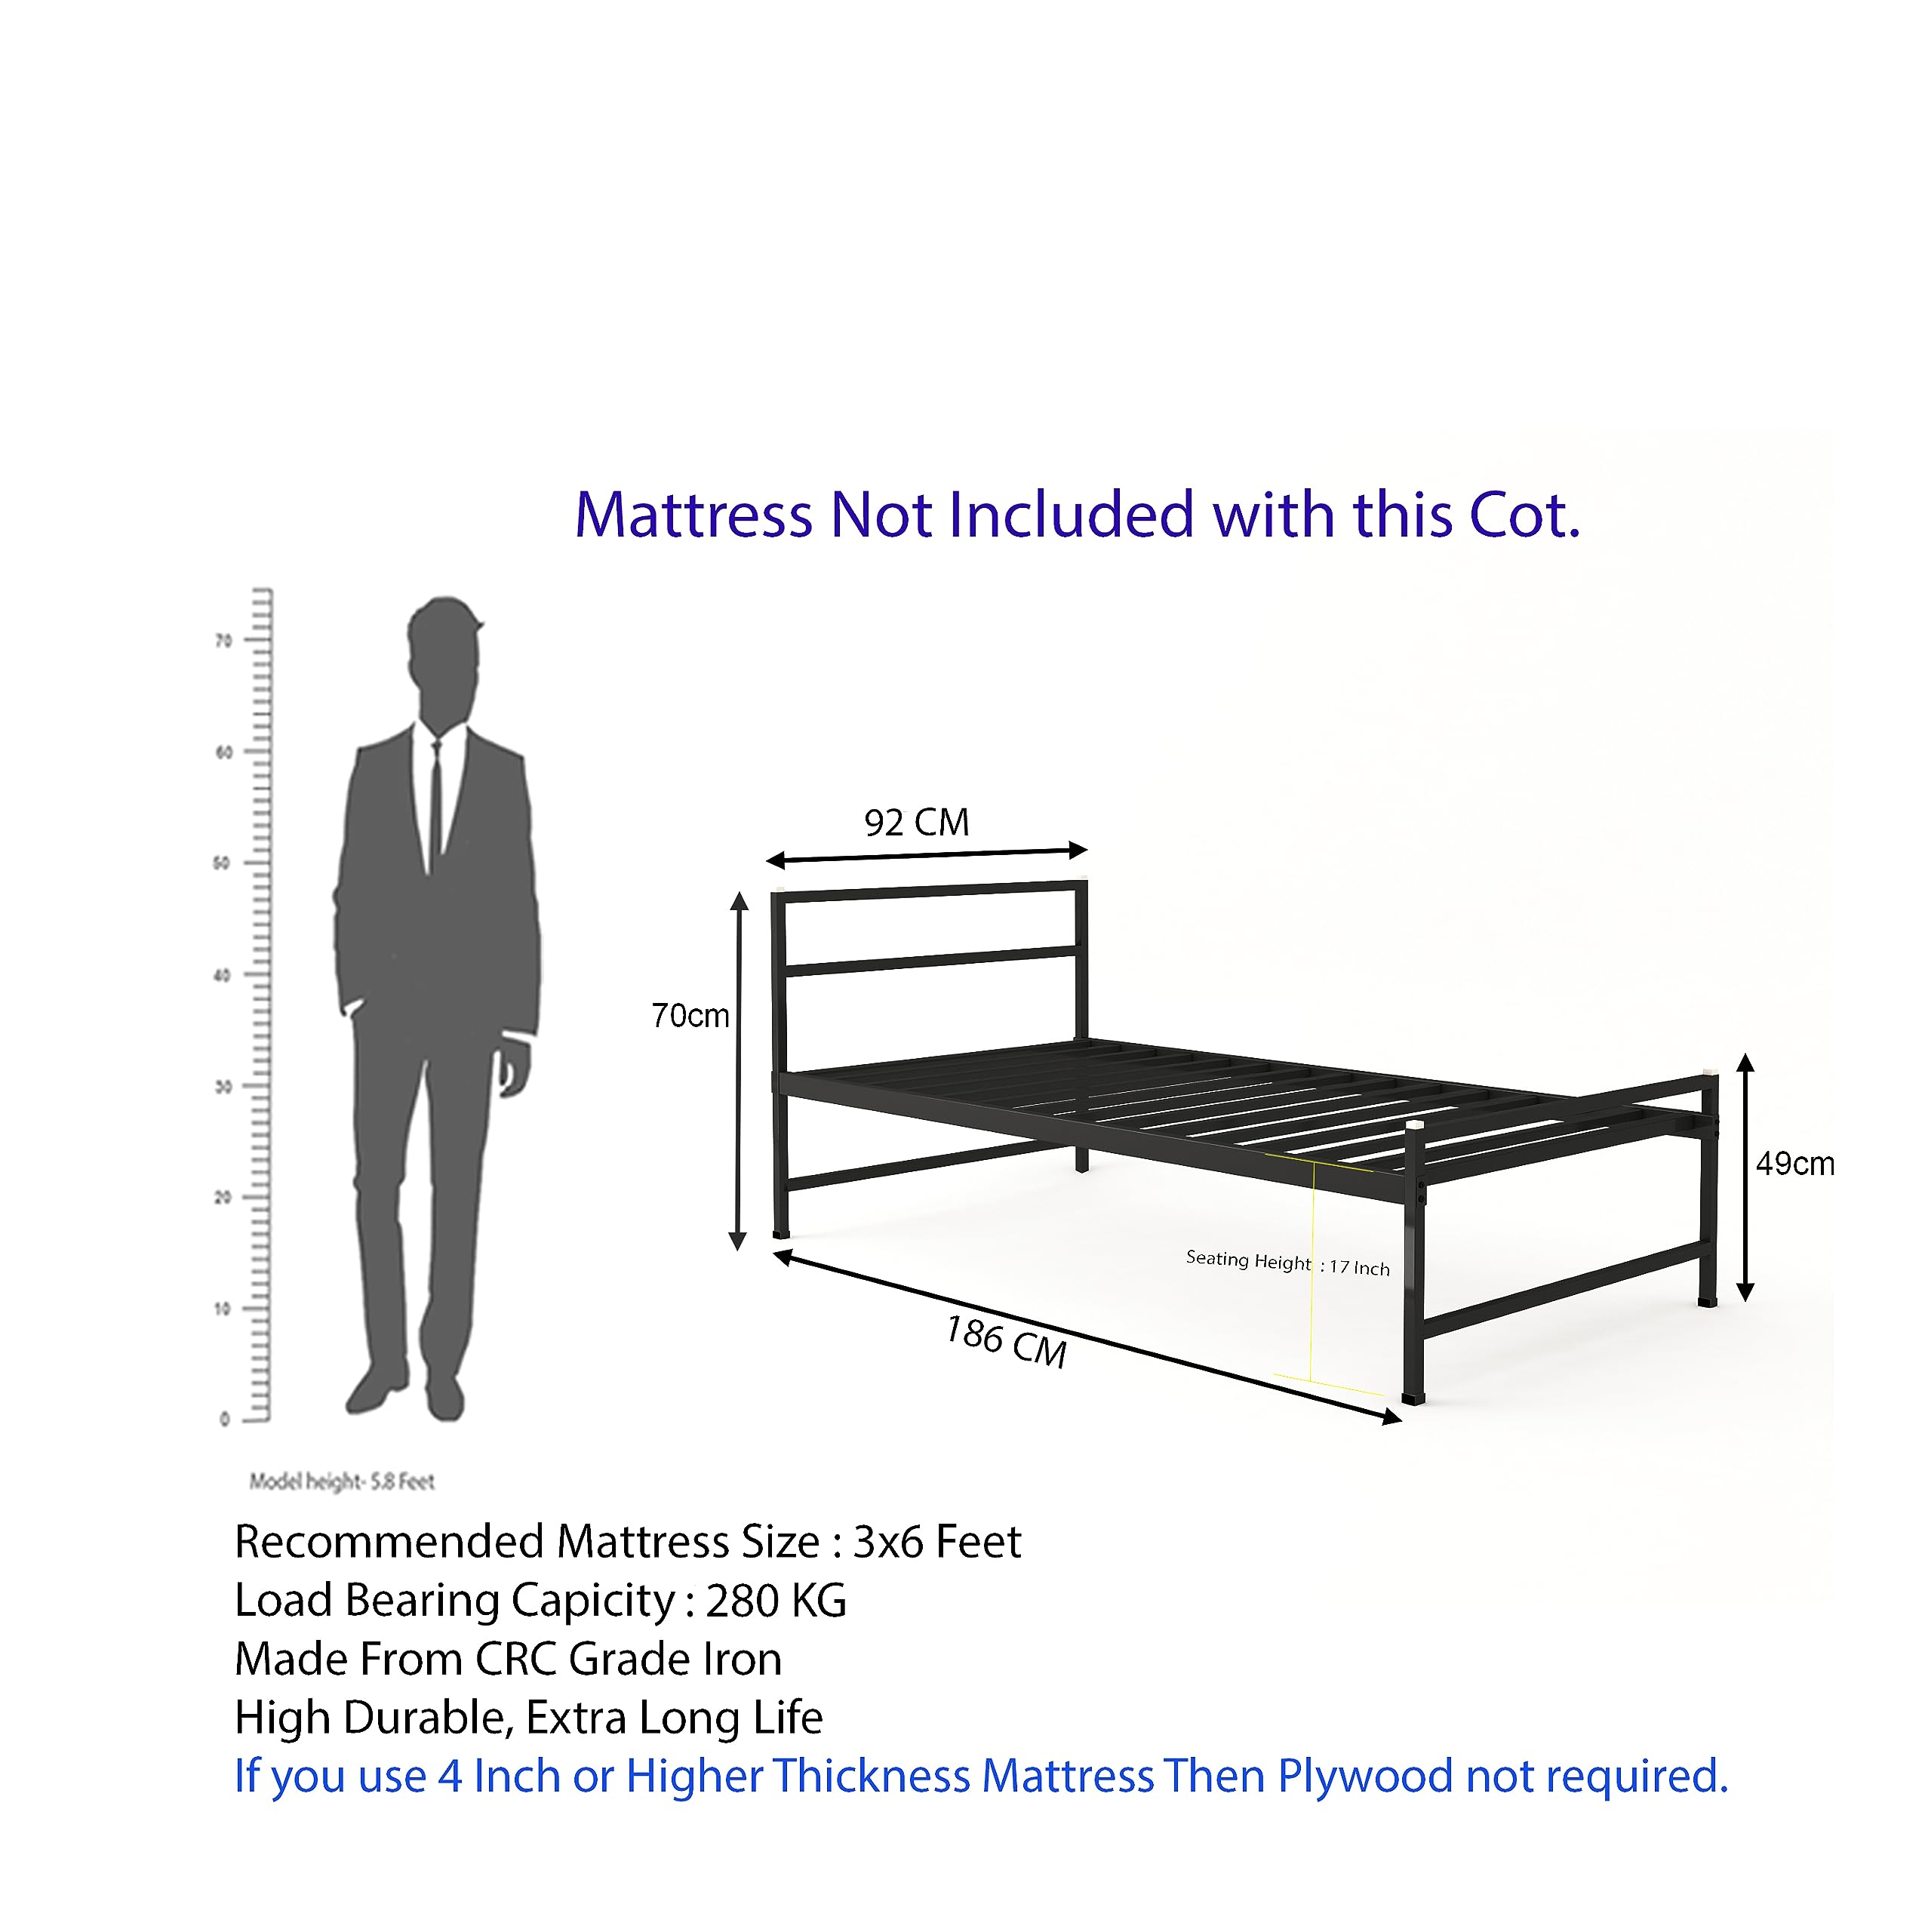 Mattress Not Included with this Cot.
70
60
50
40
30
20
10
0
92 CM
70cm
49cm
Seating Height : 17 Inch
186 CM
Model height- 5.8 Feet
Recommended Mattress Size : 3x6 Feet
Load Bearing Capicity : 280 KG
Made From CRC Grade Iron
High Durable, Extra Long Life
If you use 4 Inch or Higher Thickness Mattress Then Plywood not required.